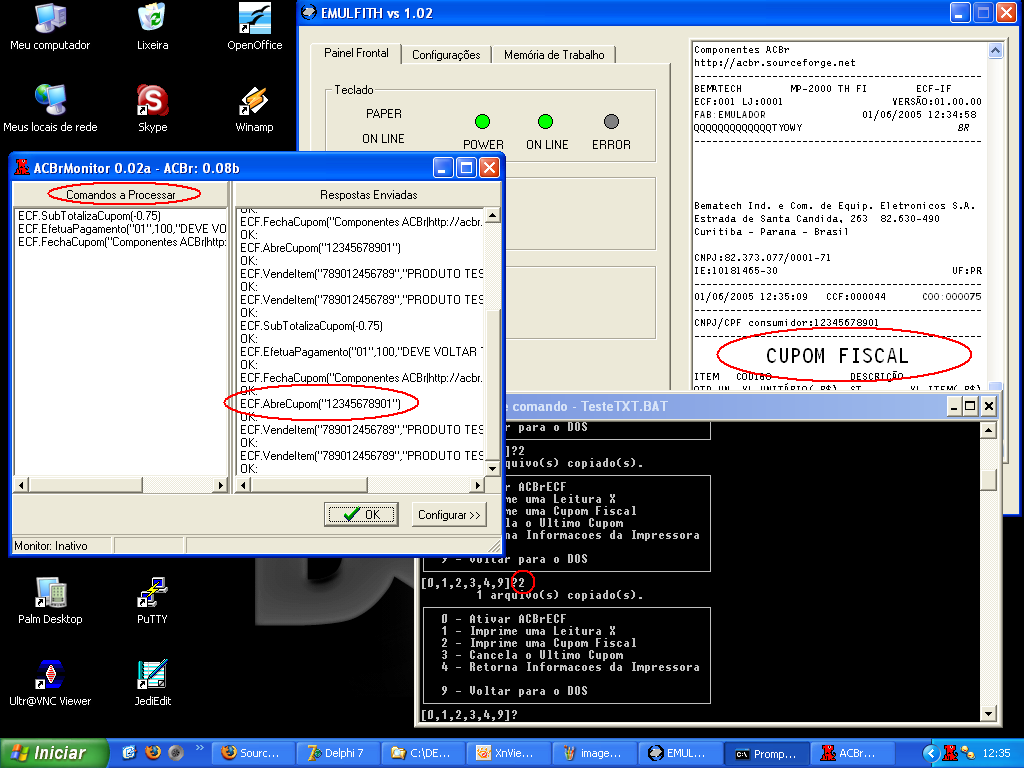 Meu computador
Lixeira
OpenOffice
Meus locais de rede
Skype
Winamp
EMULFITH vs 1.02
Painel Frontal
Configurações
Memória de Trabalho
Teclado
PAPER
ON LINE
POWER
ON LINE
ERROR
Componentes ACBr
http://acbr.sourceforge.net
BEMATECH MP-2000 TH FI ECF-IF
ECF:001 LJ:0001 VERSÃO:01.00.00
FAB:EMULADOR 01/06/2005 12:34:58
QQQQQQQQQQQQQTYOWY BR
Bematech Ind. e Com. de Equip. Eletronicos S.A.
Estrada de Santa Candida, 263 82.630-490
Curitiba - Parana - Brasil
CNPJ:82.373.077/0001-71
IE:10181465-30 UF:PR
01/06/2005 12:35:09 CCF:000044 COO:000075
CNPJ/CPF consumidor:12345678901
CUPOM FISCAL
ITEM CODIGO DESCRIÇÃO
ACBrMonitor 0.02a - ACBr: 0.08b
Comandos a Processar
ECF.SubTotalizaCupom(-0.75)
ECF.EfetuaPagamento("01",100,"DEVE VO
ECF.FechaCupom("Componentes ACBr|http:
Respostas Enviadas
OK:
ECF.FechaCupom("Componentes ACBr|http://acbr.
OK:
ECF.AbreCupom("12345678901")
OK:
ECF.VendeItem("789012456789","PRODUTO TES
OK:
ECF.VendeItem("789012456789","PRODUTO TES
OK:
ECF.SubTotalizaCupom(-0.75)
OK:
ECF.EfetuaPagamento("01",100,"DEVE VOLTAR T
OK:
ECF.FechaCupom("Componentes ACBr|http://acbr.
OK:
ECF.AbreCupom("12345678901")
OK:
ECF.VendeItem("789012456789","PRODUTO TES
OK:
ECF.VendeItem("789012456789","PRODUTO TES
OK:
OK
Configurar >>
Monitor: Inativo
e comando - TesteTXT.BAT
r para o DOS
]?2
quivo(s) copiado(s).
r ACBrECF
me uma Leitura X
me uma Cupom Fiscal
la o Ultimo Cupom
na Informacoes da Impressora
9 - Voltar para o DOS
[0,1,2,3,4,9]?2
1 arquivo(s) copiado(s).
0 - Ativar ACBrECF
1 - Imprime uma Leitura X
2 - Imprime uma Cupom Fiscal
3 - Cancela o Ultimo Cupom
4 - Retorna Informacoes da Impressora
9 - Voltar para o DOS
[0,1,2,3,4,9]?
Palm Desktop
PuTTY
Ultr@VNC Viewer
JediEdit
Iniciar
Sourc...
Delphi 7
C:\DE...
XnVie...
image...
EMUL...
Promp...
ACBr...
12:35